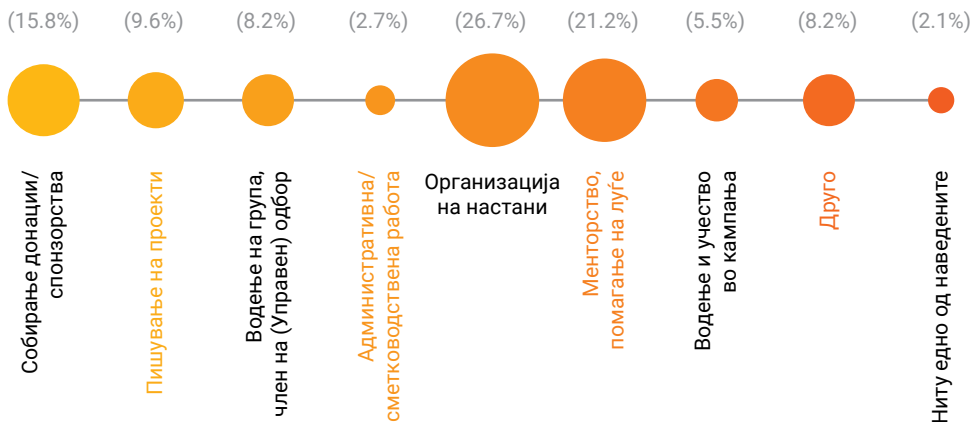 (15.8%)
(9.6%)
(8.2%)
(2.7%)
(26.7%)
(21.2%)
(5.5%)
(8.2%)
(2.1%)
Собирање донации/
спонзорства
Пишување на проекти
Водење на група,
член на (Управен) одбор
Административна/
сметководствена работа
Организација
на настани
Менторство,
помагање на луѓе
Водење и учество
во кампања
Друго
Ниту едно од наведените